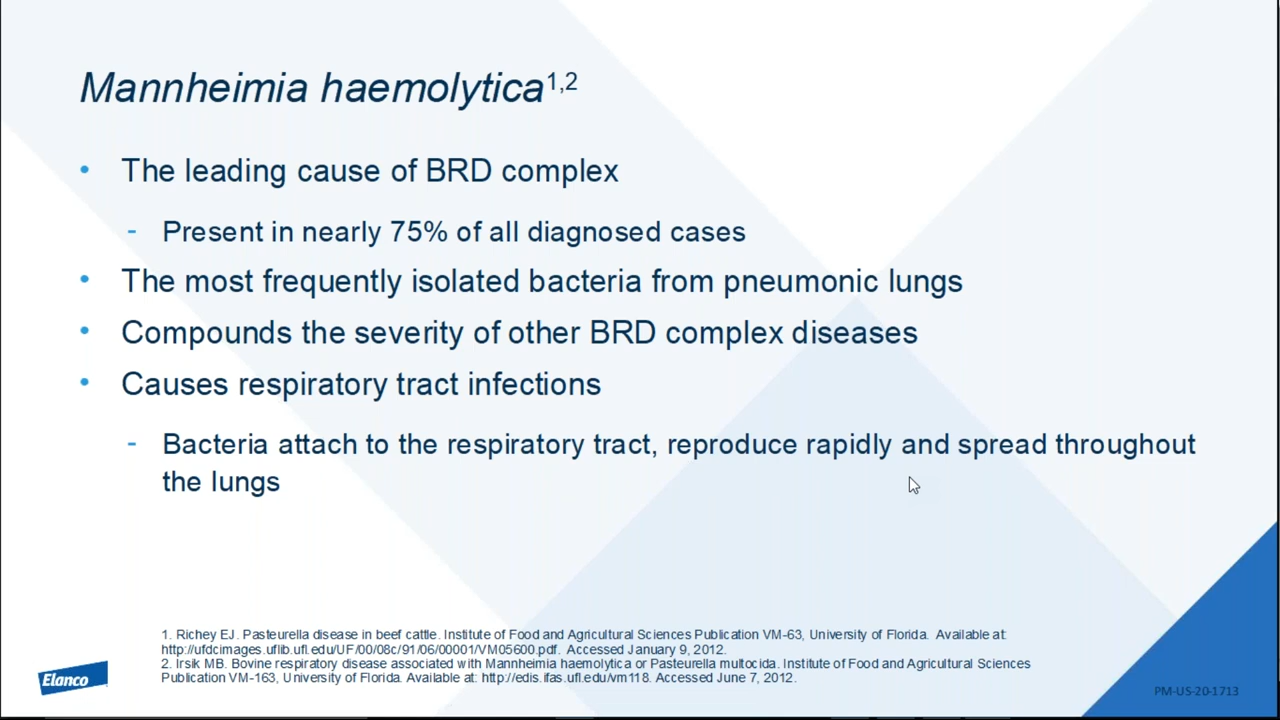 Mannheimia haemolytica1,2
• The leading cause of BRD complex
- Present in nearly 75% of all diagnosed cases
• The most frequently isolated bacteria from pneumonic lungs
• Compounds the severity of other BRD complex diseases
• Causes respiratory tract infections
- Bacteria attach to the respiratory tract, reproduce rapidly and spread throughout
the lungs
1. Richey EJ. Pasteurella disease in beef cattle. Institute of Food and Agricultural Sciences Publication VM-63, University of Florida. Available at:
http://ufdcimages.uflib.ufl.edu/UF/00/08c/91/06/00001/VM05600.pdf. Accessed January 9, 2012.
2. Irsik MB. Bovine respiratory disease associated with Mannheimia haemolytica or Pasteurella multocida. Institute of Food and Agricultural Sciences
Publication VM-163, University of Florida. Available at: http://edis.ifas.ufl.edu/vm118. Accessed June 7, 2012.
Elanco
PM-US-20-1713